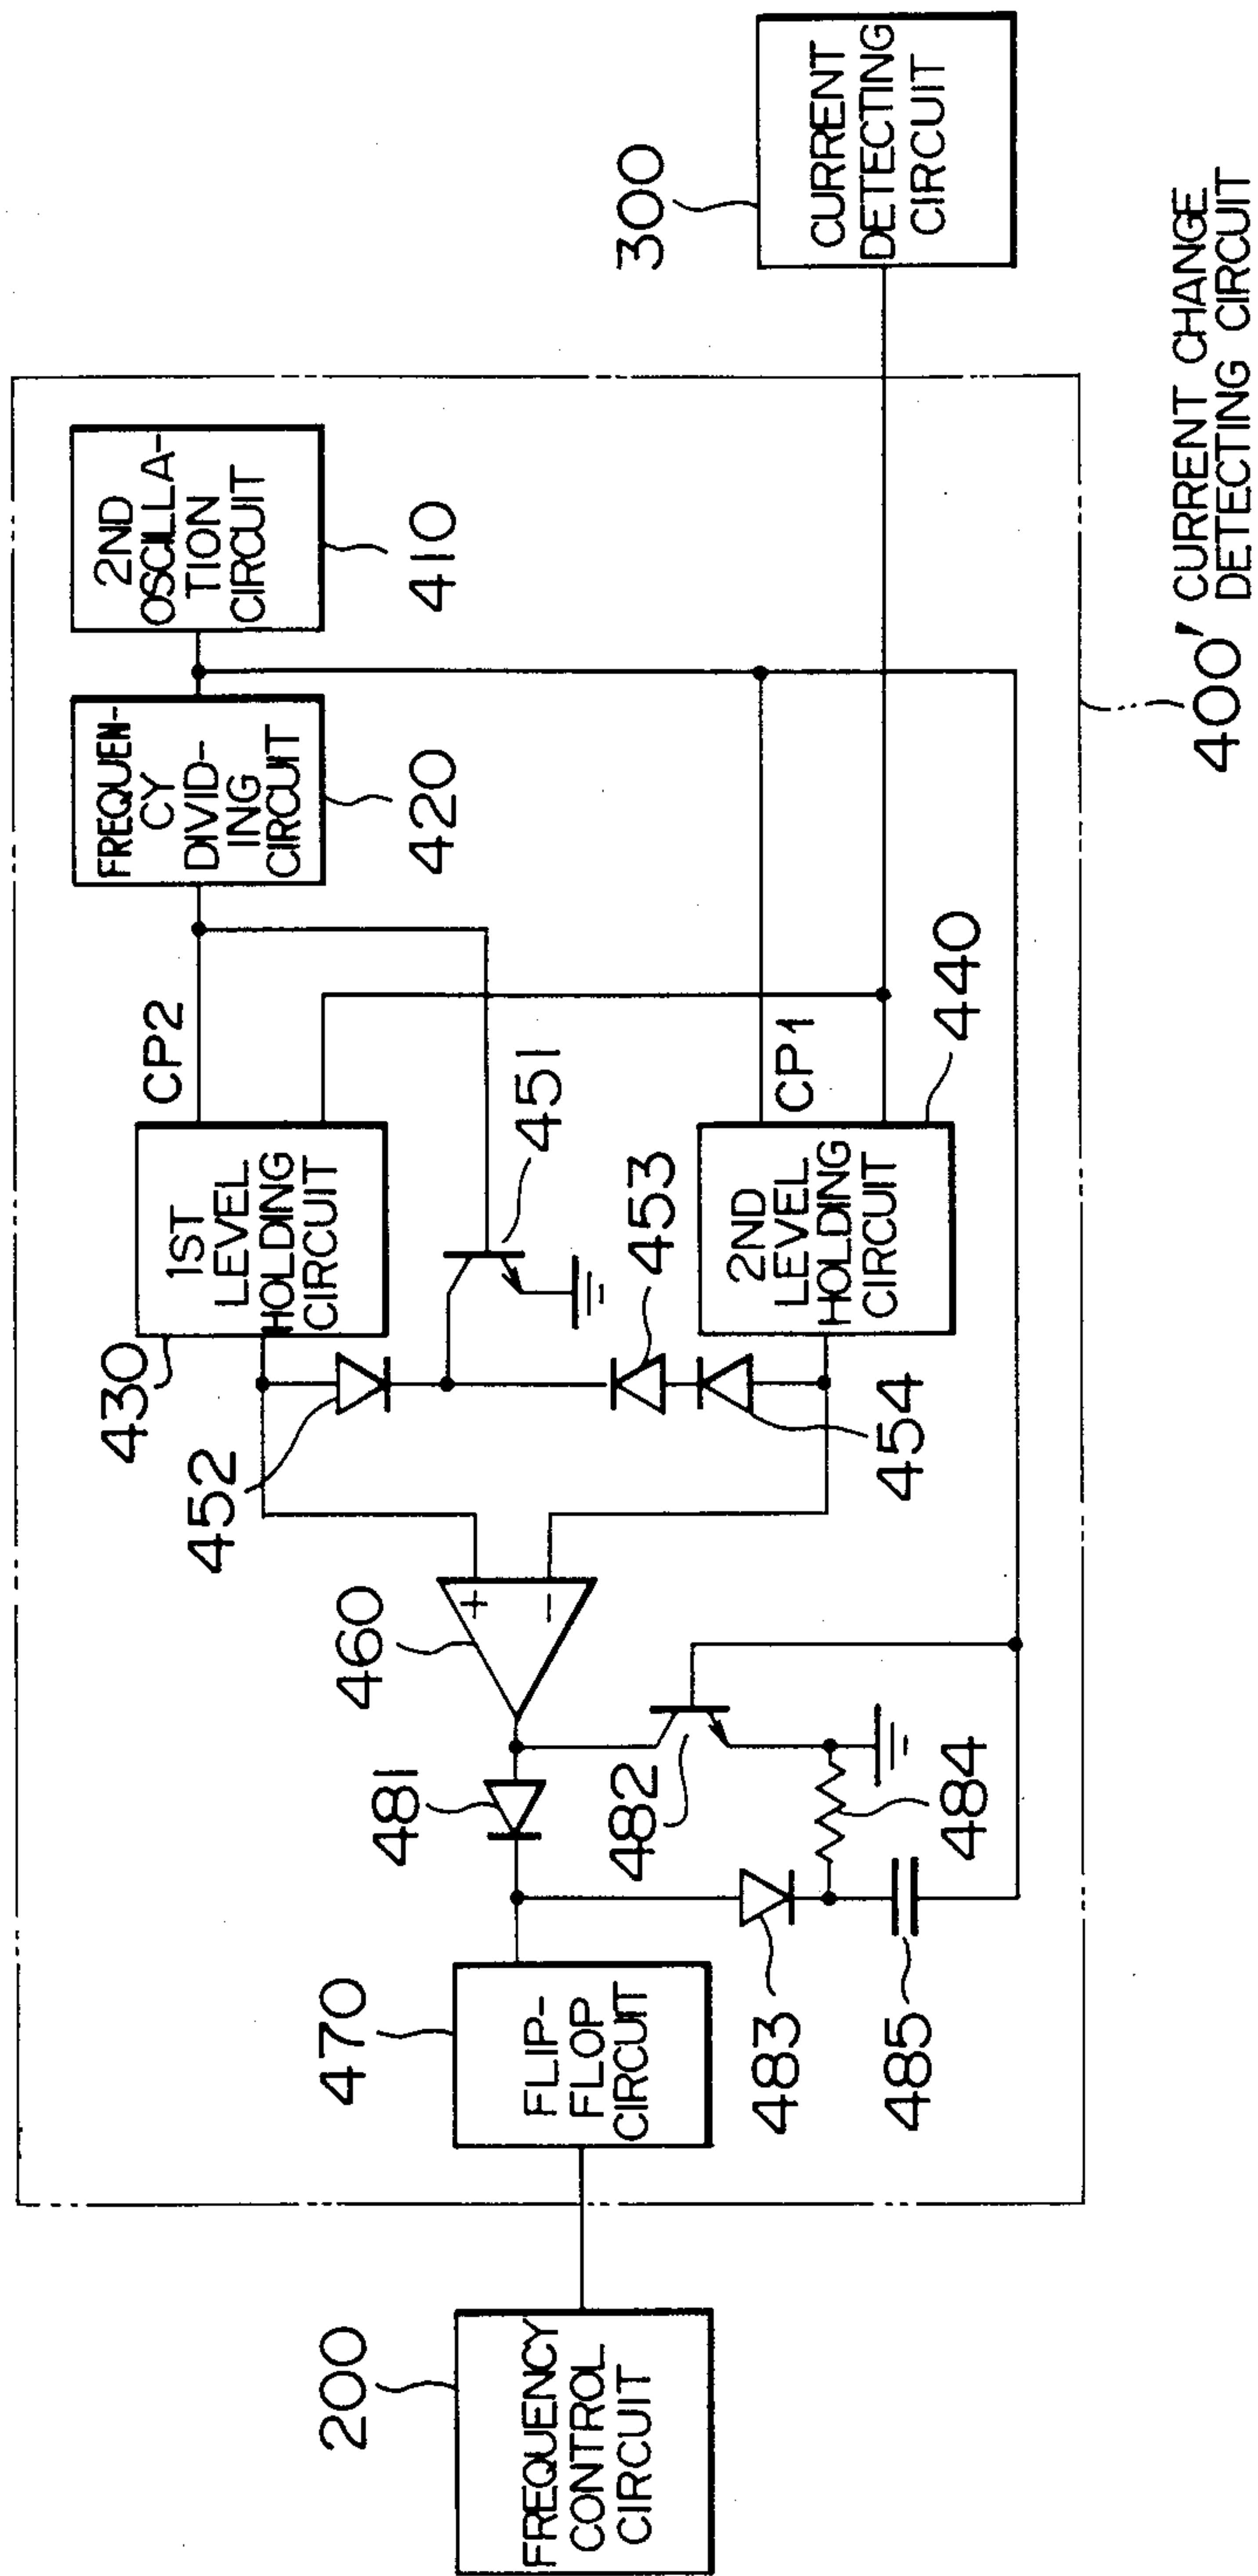 200
FREQUENCY
CONTROL
CIRCUIT
470
FLIP-
FLOP
CIRCUIT
481
482
483
484
485
460
+
−
452
430
1ST
LEVEL
HOLDING
CIRCUIT
CP2
451
453
454
2ND
LEVEL
HOLDING
CIRCUIT
CP1
440
FREQUEN-
CY
DIVID-
ING
CIRCUIT
420
2ND
OSCILLA-
TION
CIRCUIT
410
300
CURRENT
DETECTING
CIRCUIT
400' CURRENT CHANGE
DETECTING CIRCUIT